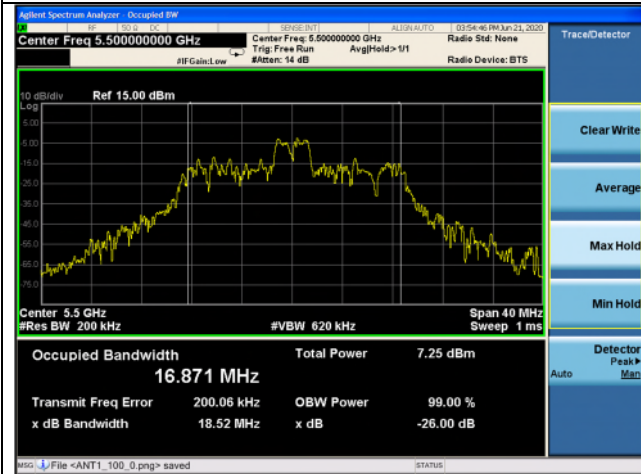 Agilent Spectrum Analyzer - Occupied BW
RF 50 Ω DC SENSE:INT ALIGN AUTO 03:54:46 PM Jun 21, 2020
Center Freq 5.500000000 GHz Center Freq: 5.500000000 GHz Radio Std: None Trace/Detector
Trig: Free Run Avg|Hold:>1/1
#IFGain:Low #Atten: 14 dB Radio Device: BTS
10 dB/div Ref 15.00 dBm
Log
5.00
-5.00
-15.0
-25.0
-35.0
-45.0
-55.0
-65.0
-75.0
Clear Write
Average
Max Hold
Min Hold
Center 5.5 GHz Span 40 MHz
#Res BW 200 kHz #VBW 620 kHz Sweep 1 ms
Occupied Bandwidth Total Power 7.25 dBm
16.871 MHz
Transmit Freq Error 200.06 kHz OBW Power 99.00 %
x dB Bandwidth 18.52 MHz x dB -26.00 dB
Detector
Peak▶
Auto Man
MSG File <ANT1_100_0.png> saved STATUS